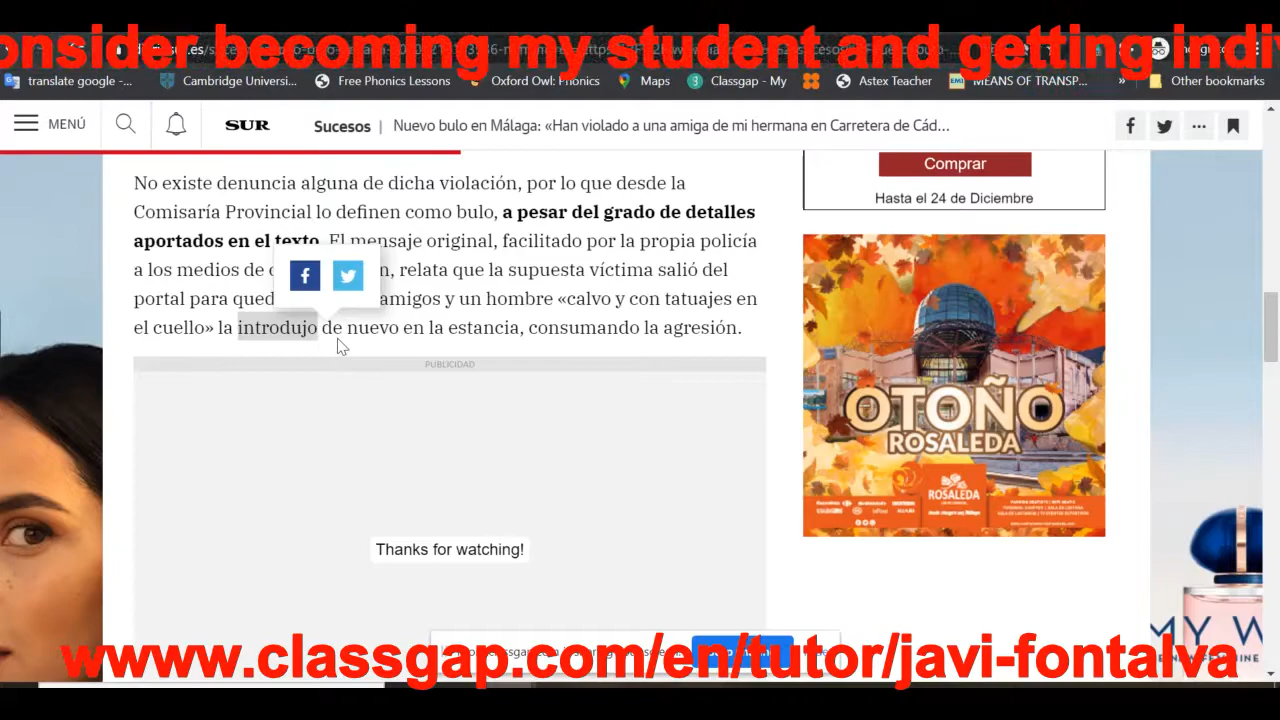 onsider becoming my student and getting indi
translate google -...
Cambridge Universi...
Free Phonics Lessons
Oxford Owl: Phonics
Maps
Classgap - My
Astex Teacher
MEANS OF TRANSP...
»
Other bookmarks
MENÚ
SUR
Sucesos | Nuevo bulo en Málaga: «Han violado a una amiga de mi hermana en Carretera de Cád...
No existe denuncia alguna de dicha violación, por lo que desde la
Comisaría Provincial lo definen como bulo, a pesar del grado de detalles
aportados en el texto. El mensaje original, facilitado por la propia policía
a los medios de relata que la supuesta víctima salió del
portal para amigos y un hombre «calvo y con tatuajes en
el cuello» la introdujo de nuevo en la estancia, consumando la agresión.
Comprar
Hasta el 24 de Diciembre
PUBLICIDAD
OTOÑO
ROSALEDA
ROSALEDA
Thanks for watching!
MY W
www.classgap.com/en/tutor/javi-fontalva